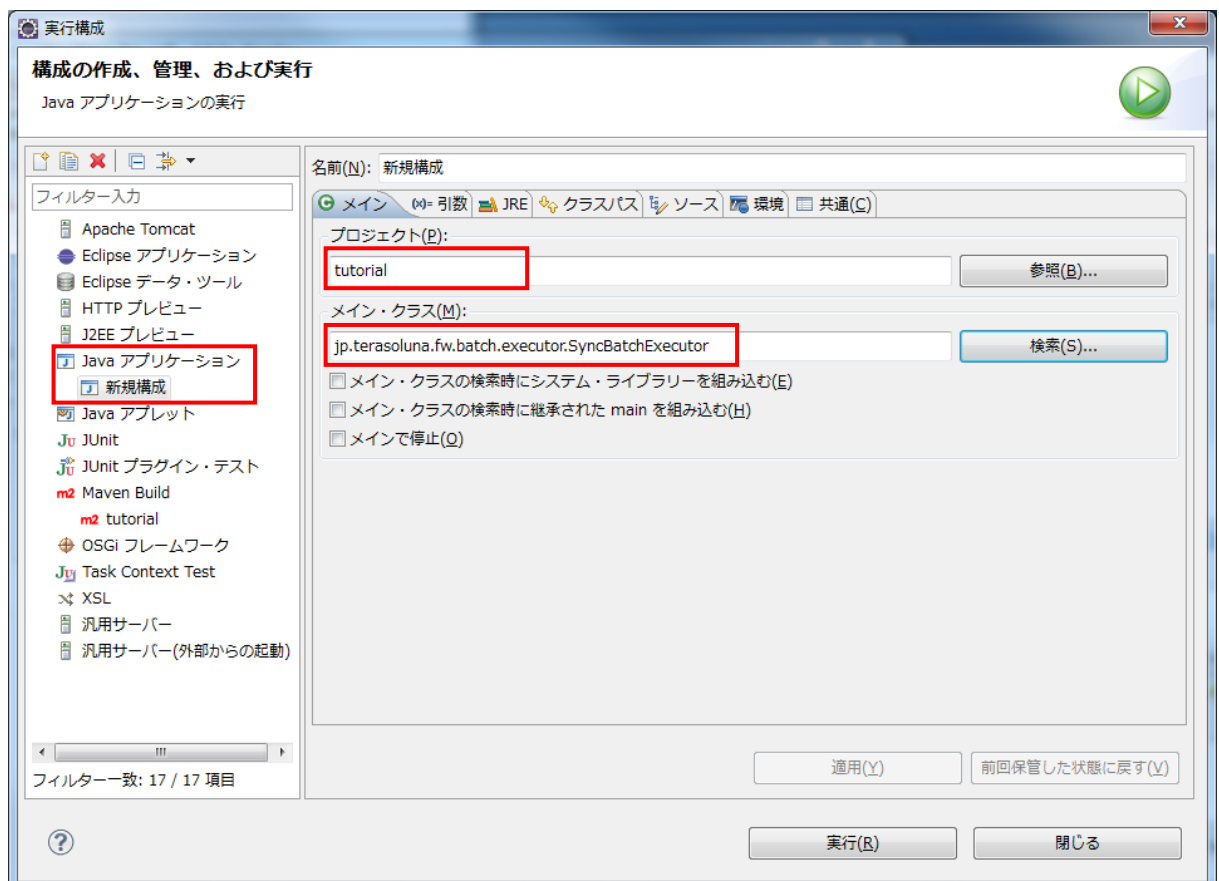 実行構成
構成の作成、管理、および実行
Java アプリケーションの実行
フィルター入力
Apache Tomcat
Eclipse アプリケーション
Eclipse データ・ツール
HTTP プレビュー
J2EE プレビュー
Java アプリケーション
新規構成
Java アプレット
JUnit
JUnit プラグイン・テスト
Maven Build
tutorial
OSGi フレームワーク
Task Context Test
XSL
汎用サーバー
汎用サーバー(外部からの起動)
フィルター一致: 17 / 17 項目
名前(N): 新規構成
メイン (x)= 引数 JRE クラスパス ソース 環境 共通(C)
プロジェクト(P):
tutorial 参照(B)...
メイン・クラス(M):
jp.terasoluna.fw.batch.executor.SyncBatchExecutor 検索(S)...
メイン・クラスの検索時にシステム・ライブラリーを組み込む(E)
メイン・クラスの検索時に継承された main を組み込む(H)
メインで停止(O)
適用(Y) 前回保管した状態に戻す(V)
実行(R) 閉じる